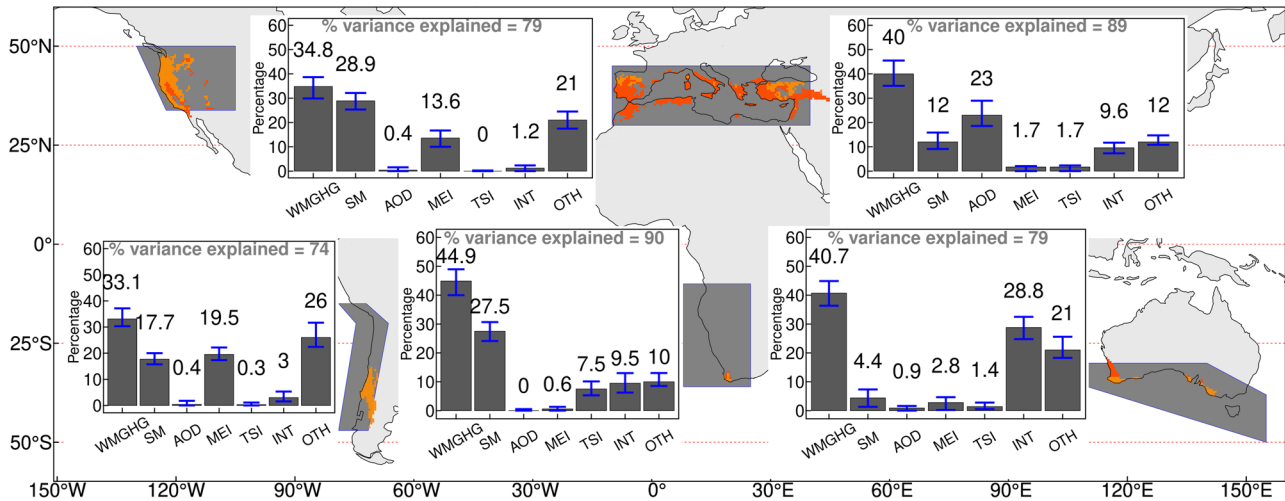 % variance explained = 79
Percentage
60
50
40
30
20
10
0
34.8
28.9
0.4
13.6
0
1.2
21
WMGHG
SM
AOD
MEI
TSI
INT
OTH
% variance explained = 89
Percentage
60
50
40
30
20
10
0
40
12
23
1.7
1.7
9.6
12
WMGHG
SM
AOD
MEI
TSI
INT
OTH
% variance explained = 74
Percentage
60
50
40
30
20
10
0
33.1
17.7
0.4
19.5
0.3
3
26
WMGHG
SM
AOD
MEI
TSI
INT
OTH
% variance explained = 90
Percentage
60
50
40
30
20
10
0
44.9
27.5
0
0.6
7.5
9.5
10
WMGHG
SM
AOD
MEI
TSI
INT
OTH
% variance explained = 79
Percentage
60
50
40
30
20
10
0
40.7
4.4
0.9
2.8
1.4
28.8
21
WMGHG
SM
AOD
MEI
TSI
INT
OTH
50°N
25°N
0°
25°S
50°S
150°W
120°W
90°W
60°W
30°W
0°
30°E
60°E
90°E
120°E
150°E